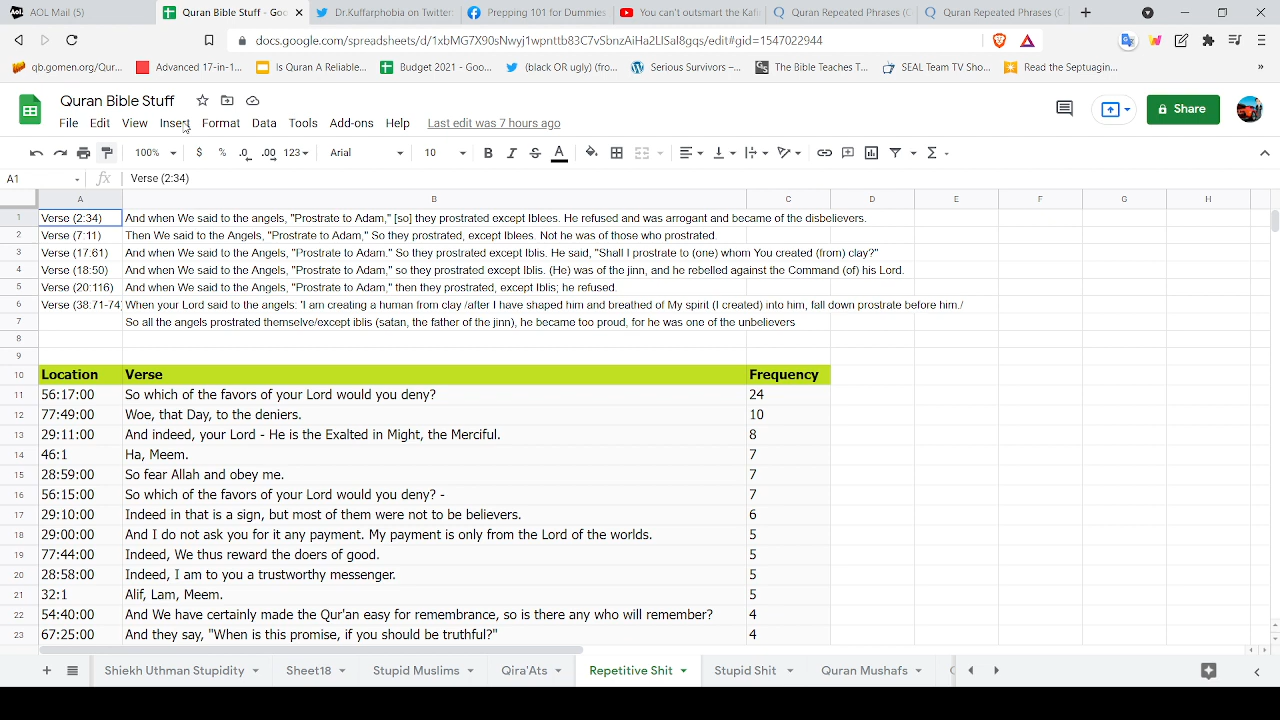 AOL Mail (5)
Quran Bible Stuff - Goo
Dr.Kuffarphobia on Twitter:
Prepping 101 for Dummies
You can't outsmart the Kafi
Quran Repeated Phrases (C
Quran Repeated Phrases (C
docs.google.com/spreadsheets/d/1xbMG7X90sNwyj1wpnttb83C7vSbnzAiHa2LISaI8gqs/edit#gid=1547022944
qb.gomen.org/Qur...
Advanced 17-in-1...
Is Quran A Reliable...
Budget 2021 - Goo...
(black OR ugly) (fro...
Serious Survivors –...
The Bible Teaches T...
SEAL Team TV Sho...
Read the Septuagin...
»
Quran Bible Stuff
File Edit View Insert Format Data Tools Add-ons Help Last edit was 7 hours ago
Share
100% $ % .0 .00 123 Arial 10 B I S A Σ
A1 fx Verse (2:34)
A B C D E F G H
1 Verse (2:34) And when We said to the angels, "Prostrate to Adam," [so] they prostrated except Iblees. He refused and was arrogant and became of the disbelievers.
2 Verse (7:11) Then We said to the Angels, "Prostrate to Adam," So they prostrated, except Iblees. Not he was of those who prostrated.
3 Verse (17.61) And when We said to the Angels, "Prostrate to Adam." So they prostrated except Iblis. He said, "Shall I prostrate to (one) whom You created (from) clay?"
4 Verse (18:50) And when We said to the Angels, "Prostrate to Adam," so they prostrated except Iblis. (He) was of the jinn, and he rebelled against the Command (of) his Lord.
5 Verse (20:116) And when We said to the Angels, "Prostrate to Adam," then they prostrated, except Iblis; he refused.
6 Verse (38.71-74) When your Lord said to the angels: 'I am creating a human from clay /after I have shaped him and breathed of My spirit (I created) into him, fall down prostrate before him./
7 So all the angels prostrated themselve/except iblis (satan, the father of the jinn), he became too proud, for he was one of the unbelievers
8
9
10 Location Verse Frequency
11 56:17:00 So which of the favors of your Lord would you deny? 24
12 77:49:00 Woe, that Day, to the deniers. 10
13 29:11:00 And indeed, your Lord - He is the Exalted in Might, the Merciful. 8
14 46:1 Ha, Meem. 7
15 28:59:00 So fear Allah and obey me. 7
16 56:15:00 So which of the favors of your Lord would you deny? - 7
17 29:10:00 Indeed in that is a sign, but most of them were not to be believers. 6
18 29:00:00 And I do not ask you for it any payment. My payment is only from the Lord of the worlds. 5
19 77:44:00 Indeed, We thus reward the doers of good. 5
20 28:58:00 Indeed, I am to you a trustworthy messenger. 5
21 32:1 Alif, Lam, Meem. 5
22 54:40:00 And We have certainly made the Qur'an easy for remembrance, so is there any who will remember? 4
23 67:25:00 And they say, "When is this promise, if you should be truthful?" 4
Shiekh Uthman Stupidity Sheet18 Stupid Muslims Qira'Ats Repetitive Shit Stupid Shit Quran Mushafs